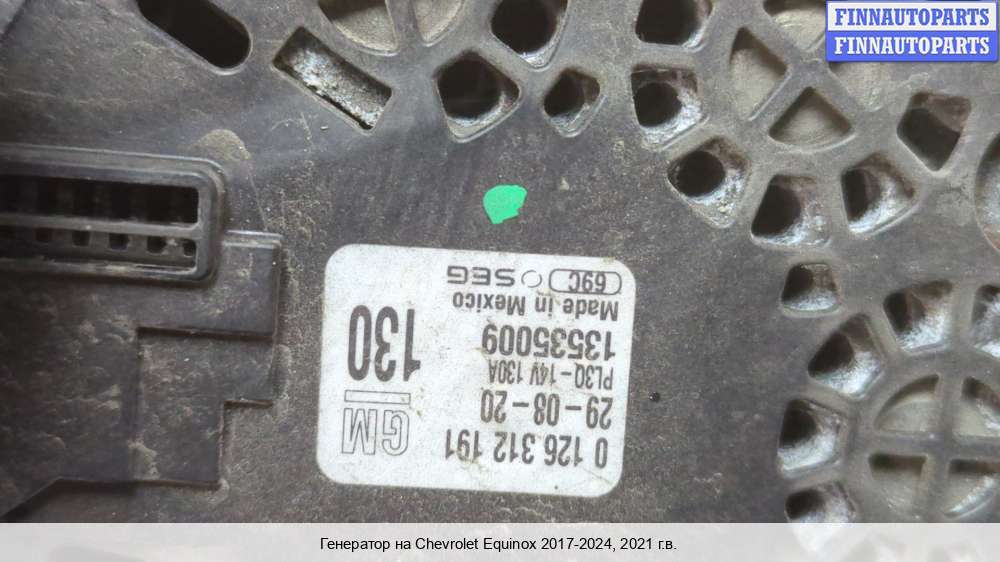 FINNAUTOPARTS
FINNAUTOPARTS
0 126 312 191
29-08-20
PL3Q-14V 130A
13535009
Made in Mexico
69C SEG
GM
130
Генератор на Chevrolet Equinox 2017-2024, 2021 г.в.